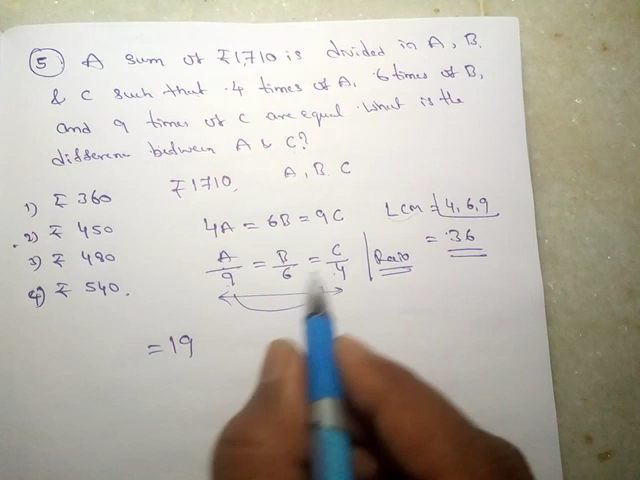 5 A sum of ₹1,710 is divided in A, B.
& C such that 4 times of A, 6 times of B,
and 9 times of C are equal. What is the
difference between A & C?
1) ₹ 360
2) ₹ 450
3) ₹ 480
4) ₹ 540.
₹1710, A, B. C
4A = 6B = 9C
A/9 = B/6 = C/4
LCM = 4, 6, 9
= 36
= 19